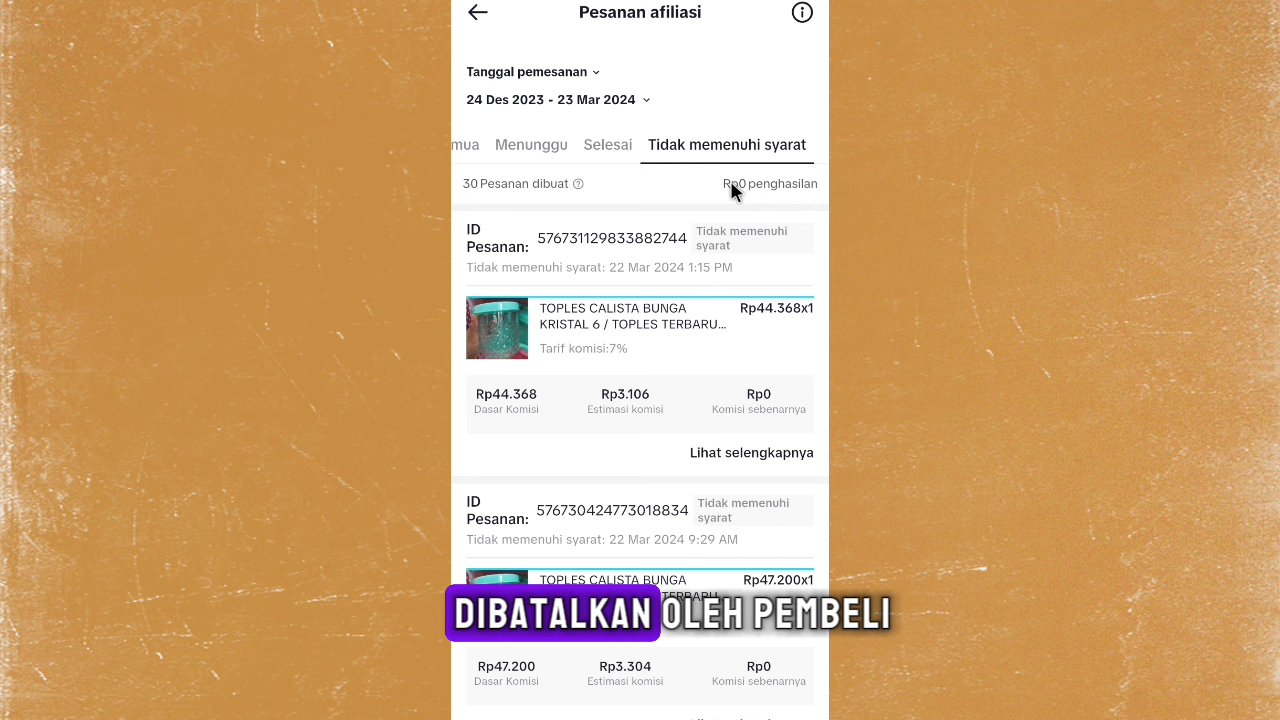 Pesanan afiliasi
Tanggal pemesanan
24 Des 2023 - 23 Mar 2024
mua Menunggu Selesai Tidak memenuhi syarat
30 Pesanan dibuat Rp0 penghasilan
ID Pesanan: 576731129833882744 Tidak memenuhi syarat
Tidak memenuhi syarat: 22 Mar 2024 1:15 PM
TOPLES CALISTA BUNGA Rp44.368x1
KRISTAL 6 / TOPLES TERBARU...
Tarif komisi:7%
Rp44.368 Rp3.106 Rp0
Dasar Komisi Estimasi komisi Komisi sebenarnya
Lihat selengkapnya
ID Pesanan: 576730424773018834 Tidak memenuhi syarat
Tidak memenuhi syarat: 22 Mar 2024 9:29 AM
TOPLES CALISTA BUNGA Rp47.200x1
DIBATALKAN OLEH PEMBELI
Rp47.200 Rp3.304 Rp0
Dasar Komisi Estimasi komisi Komisi sebenarnya